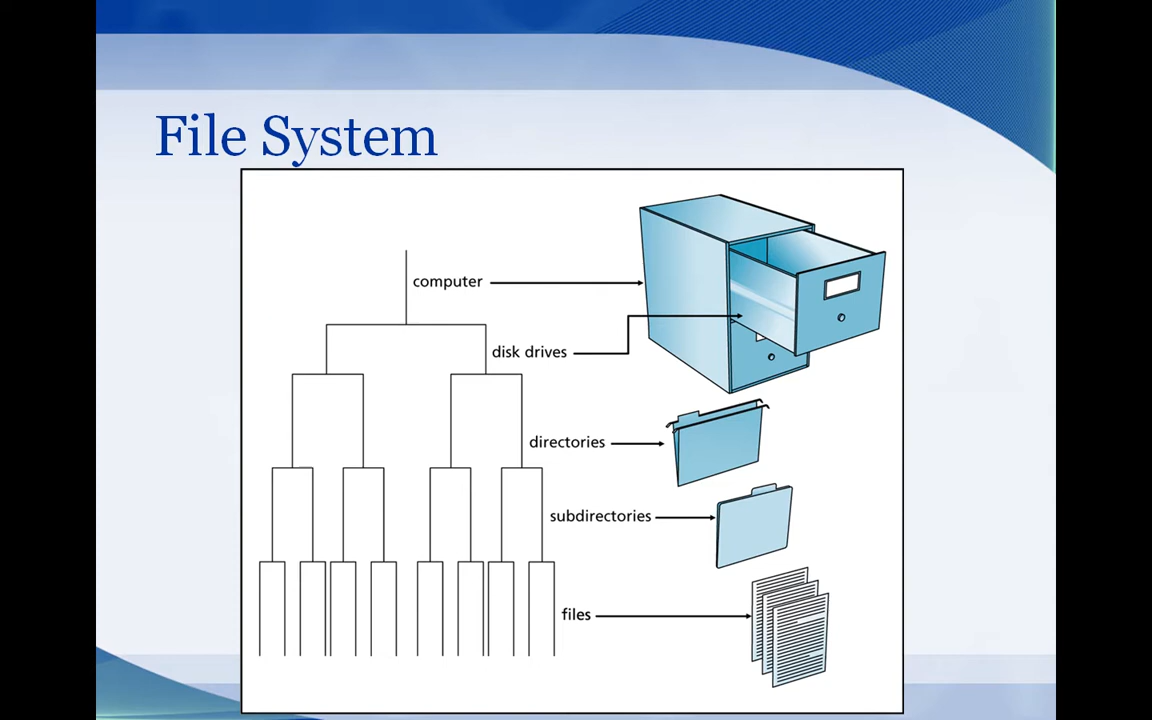 File System
computer
disk drives
directories
subdirectories
files